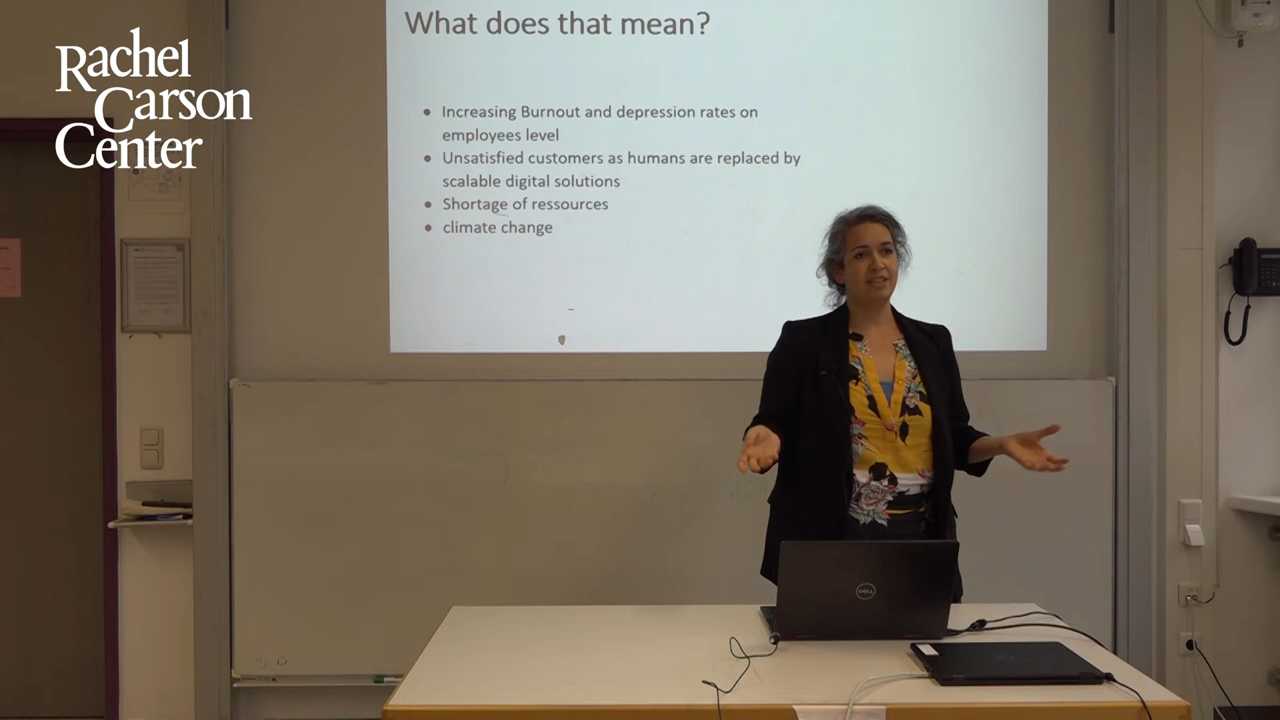 Rachel
Carson
Center
What does that mean?
• Increasing Burnout and depression rates on
employees level
• Unsatisfied customers as humans are replaced by
scalable digital solutions
• Shortage of ressources
• climate change
DELL